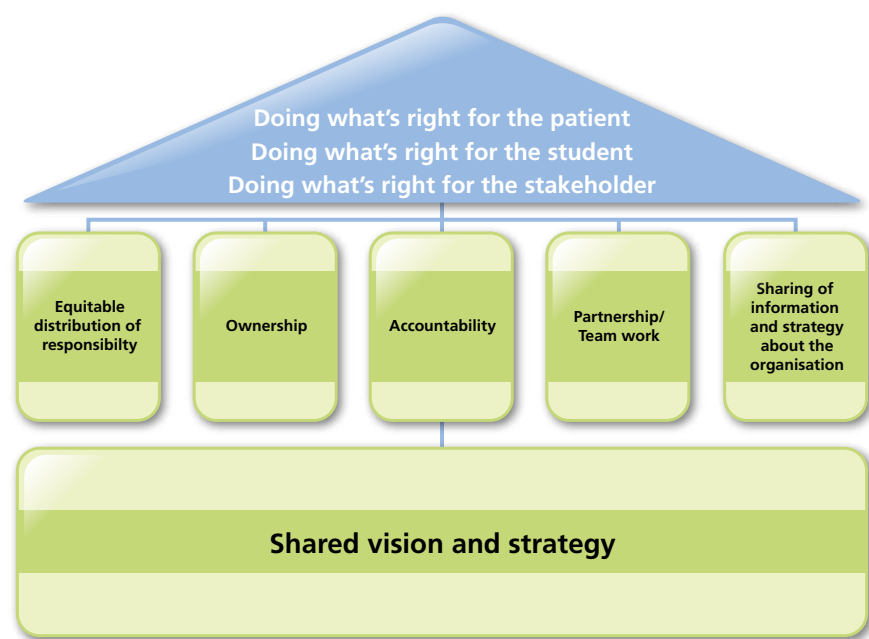 Doing what’s right for the patient
Doing what’s right for the student
Doing what’s right for the stakeholder
Equitable
distribution of
responsibilty
Ownership
Accountability
Partnership/
Team work
Sharing of
information
and strategy
about the
organisation
Shared vision and strategy